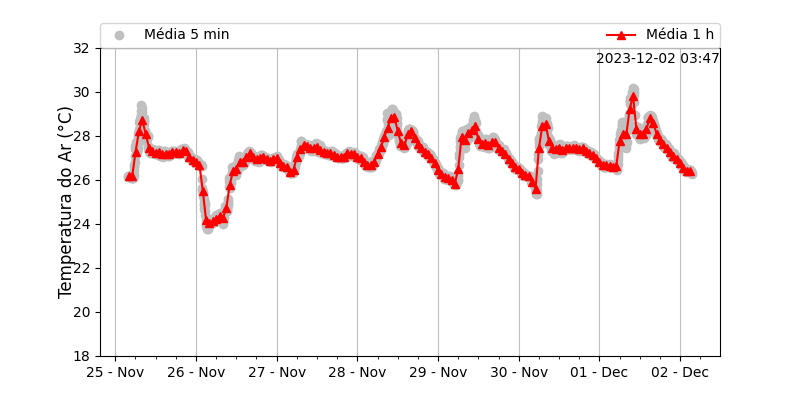 Média 5 min
Média 1 h
2023-12-02 03:47
Temperatura do Ar (°C)
32
30
28
26
24
22
20
18
25 - Nov
26 - Nov
27 - Nov
28 - Nov
29 - Nov
30 - Nov
01 - Dec
02 - Dec